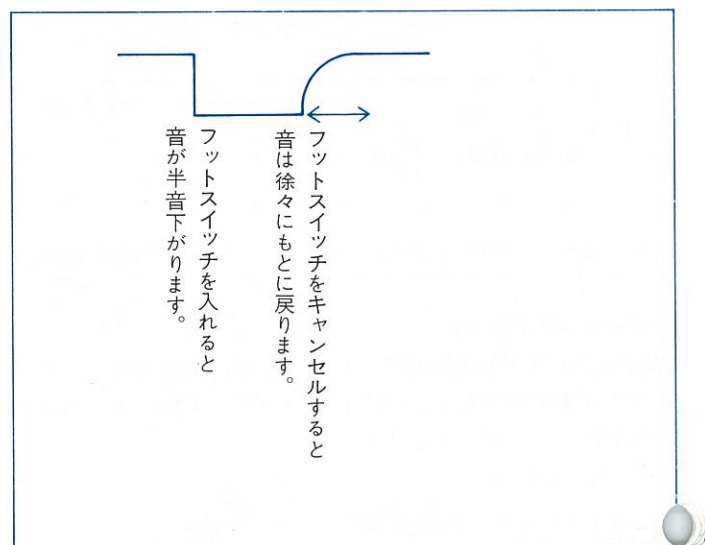 フットスイッチを入れると
音が半音下がります。
フットスイッチをキャンセルすると
音は徐々にもとに戻ります。